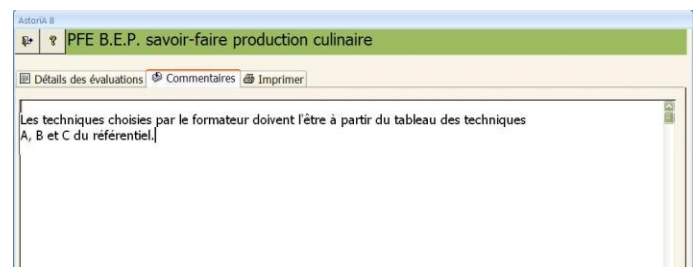 AstoriA 8
? PFE B.E.P. savoir-faire production culinaire
Détails des évaluations Commentaires Imprimer
Les techniques choisies par le formateur doivent l'être à partir du tableau des techniques
A, B et C du référentiel.